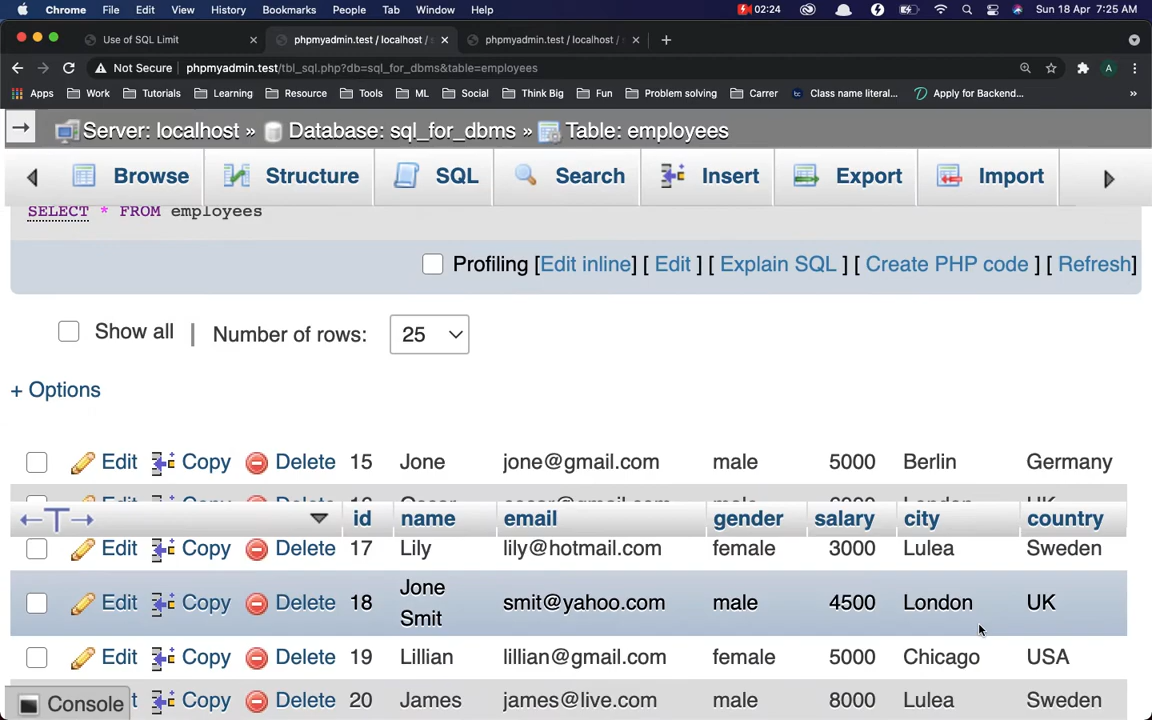 Chrome File Edit View History Bookmarks People Tab Window Help 02:24 Sun 18 Apr 7:25 AM
Use of SQL Limit phpmyadmin.test / localhost / phpmyadmin.test / localhost /
Not Secure phpmyadmin.test/tbl_sql.php?db=sql_for_dbms&table=employees
Apps Work Tutorials Learning Resource Tools ML Social Think Big Fun Problem solving Carrer Class name literal... Apply for Backend... »
Server: localhost » Database: sql_for_dbms » Table: employees
Browse Structure SQL Search Insert Export Import
SELECT * FROM employees
Profiling [Edit inline] [ Edit ] [ Explain SQL ] [ Create PHP code ] [ Refresh]
Show all | Number of rows: 25
+ Options
Edit Copy Delete 15 Jone jone@gmail.com male 5000 Berlin Germany
id name email gender salary city country
Edit Copy Delete 17 Lily lily@hotmail.com female 3000 Lulea Sweden
Edit Copy Delete 18 Jone Smit smit@yahoo.com male 4500 London UK
Edit Copy Delete 19 Lillian lillian@gmail.com female 5000 Chicago USA
Console Copy Delete 20 James james@live.com male 8000 Lulea Sweden